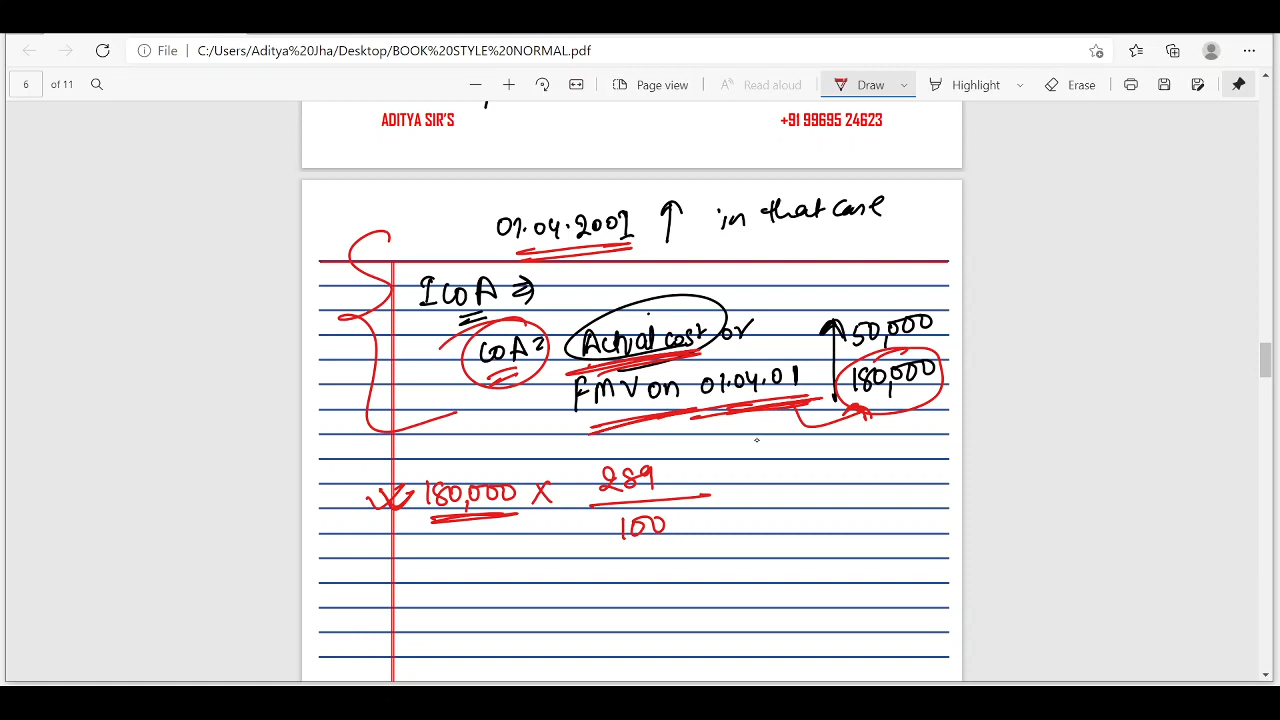 File C:/Users/Aditya%20Jha/Desktop/BOOK%20STYLE%20NORMAL.pdf
6 of 11 Page view Read aloud Draw Highlight Erase
ADITYA SIR'S +91 99695 24623
01.04.2001 ↑ in that case
ICOA ⇒
COA = Actual cost or 50,000
FMV on 01.04.01 180,000
180,000 X 289
100